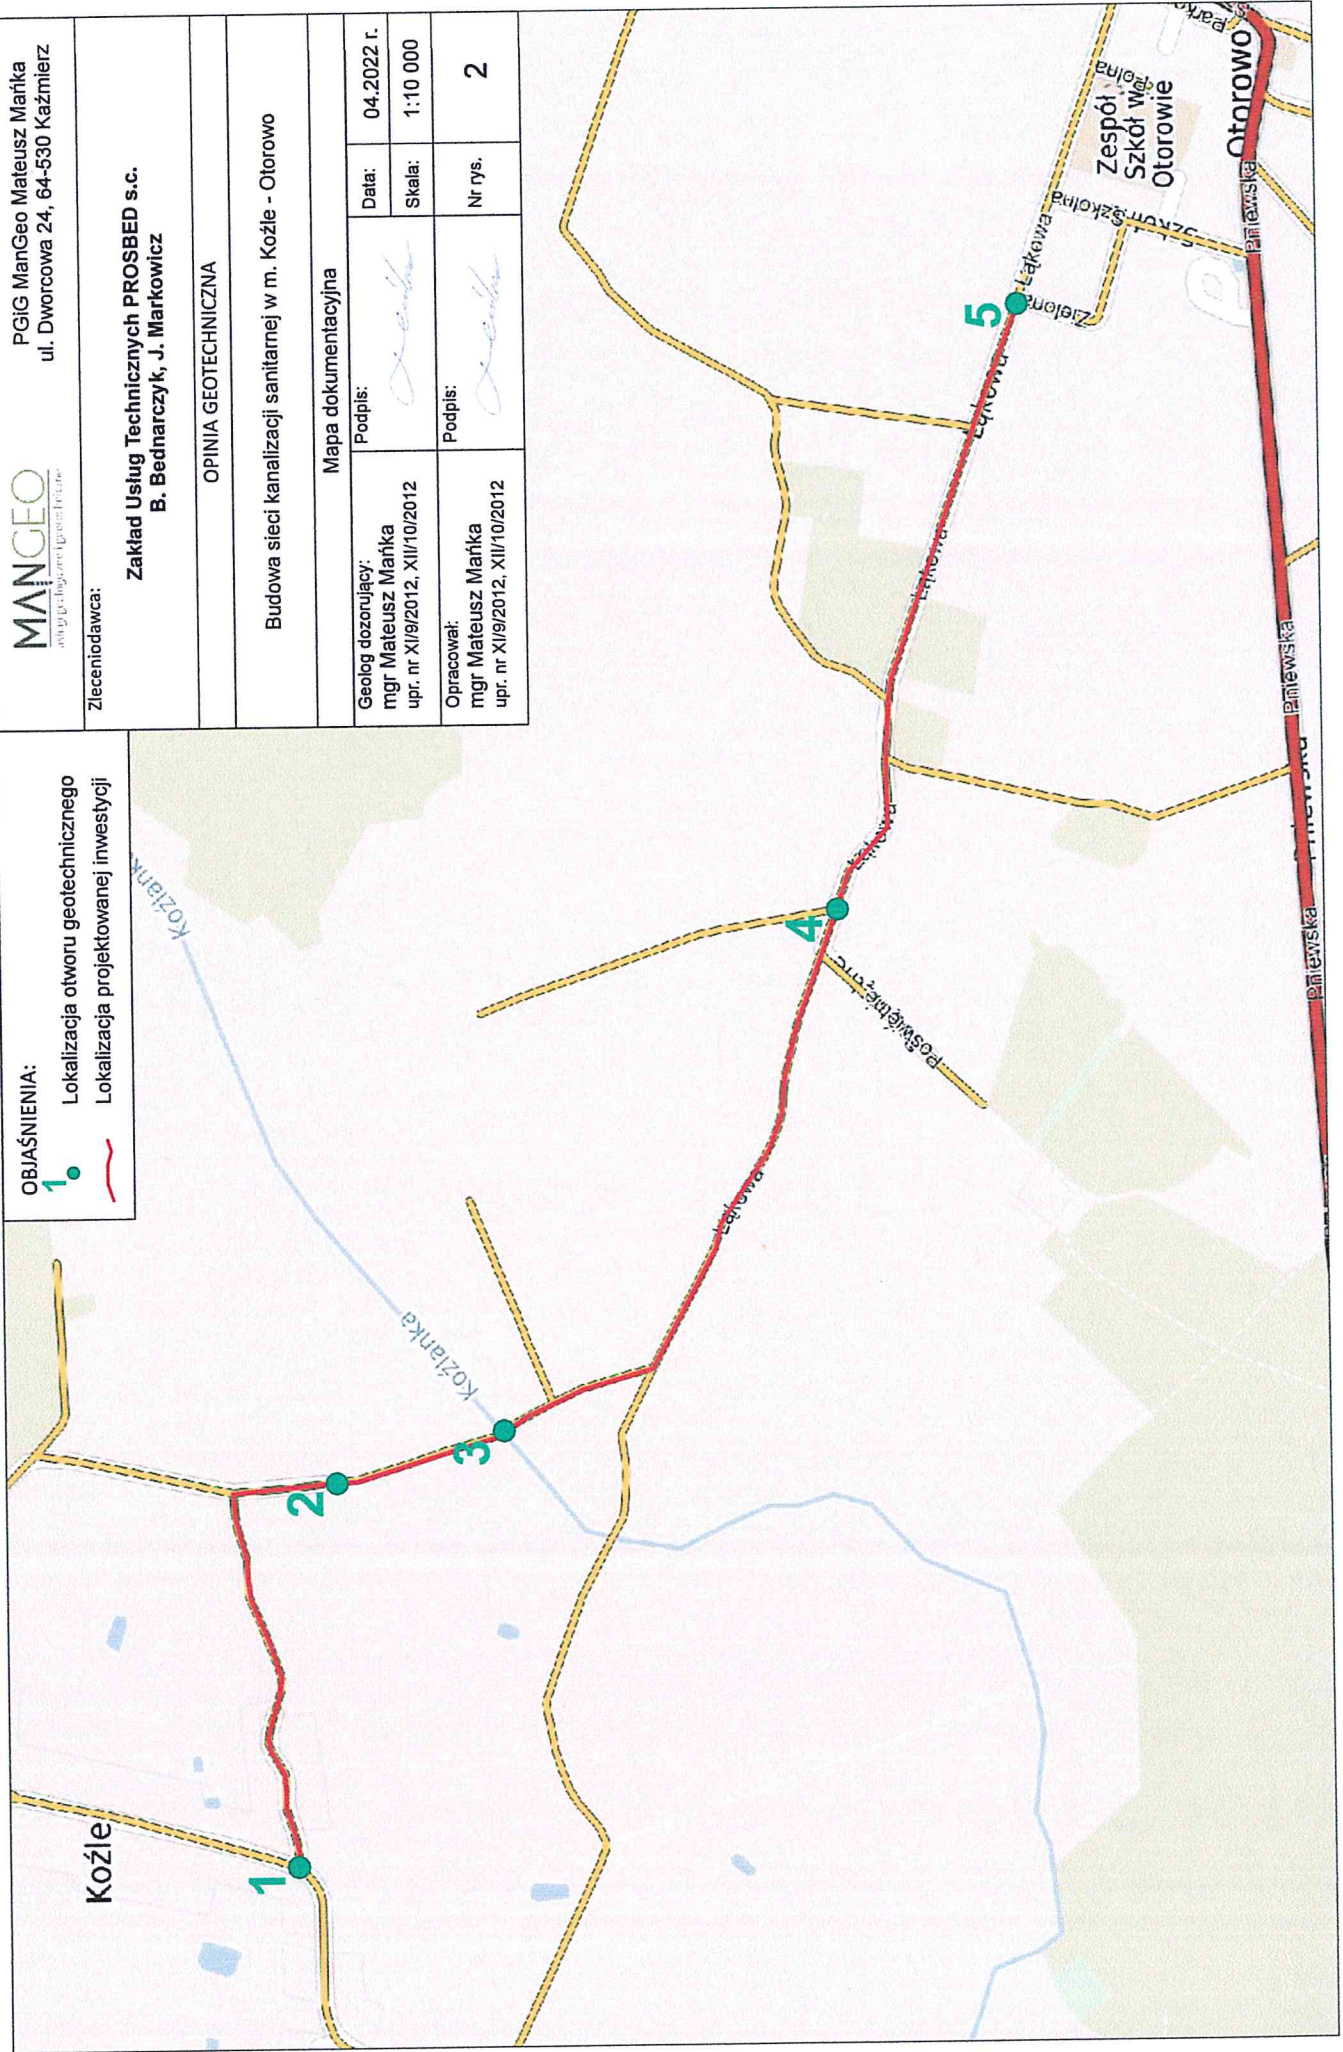 OBJAŚNIENIA:
1
Lokalizacja otworu geotechnicznego
Lokalizacja projektowanej inwestycji
MANGEO
PGiG ManGeo Mateusz Mańka
ul. Dworcowa 24, 64-530 Kaźmierz
Zleceniodawca:
Zakład Usług Technicznych PROSBED s.c.
B. Bednarczyk, J. Markowicz
OPINIA GEOTECHNICZNA
Budowa sieci kanalizacji sanitarnej w m. Koźle - Otorowo
Mapa dokumentacyjna
Geolog dozorujący:
mgr Mateusz Mańka
upr. nr XI/9/2012, XII/10/2012
Podpis:
Data:
04.2022 r.
Skala:
1:10 000
Opracował:
mgr Mateusz Mańka
upr. nr XI/9/2012, XII/10/2012
Podpis:
Nr rys.
2
Koźle
1
2
3
4
5
Koźlanka
Koźlanka
Łąkowa
Łąkowa
Łąkowa
Łąkowa
Łąkowa
Zielona
Szkolna
Polna
Zespół
Szkół w
Otorowie
Otorowo
Pniewska
Pniewska
Pniewska